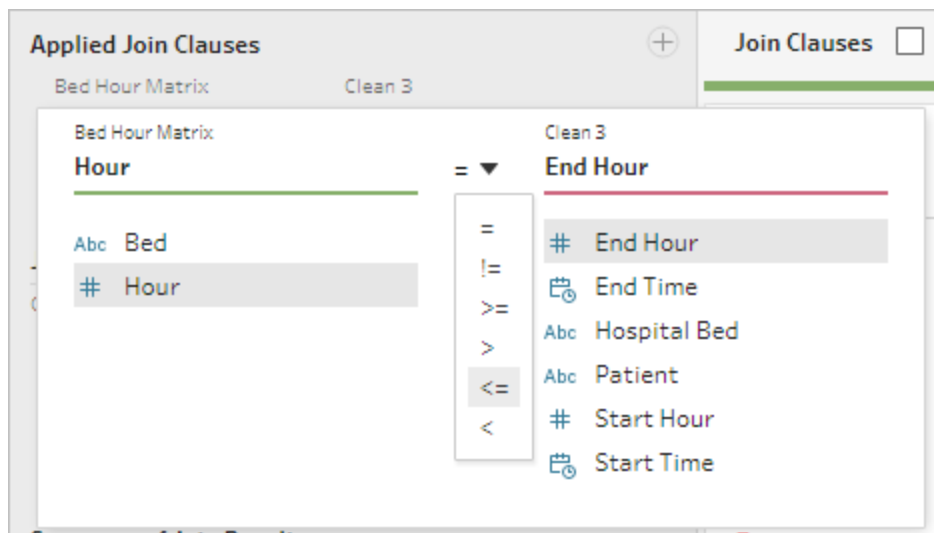 Applied Join Clauses
Join Clauses
Bed Hour Matrix Clean 3
Bed Hour Matrix Clean 3
Hour = End Hour
Abc Bed
# Hour
=
!=
>=
>
<=
<
# End Hour
End Time
Abc Hospital Bed
Abc Patient
# Start Hour
Start Time